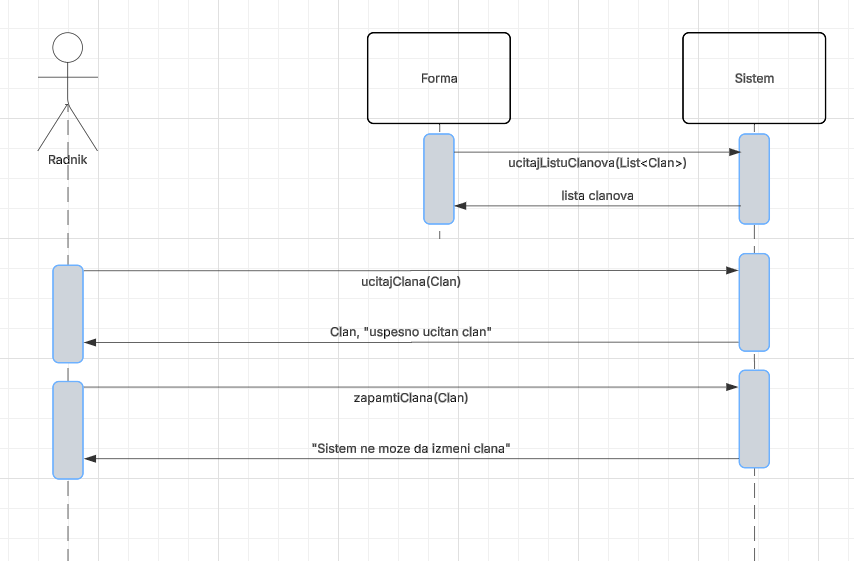 Forma
Sistem
Radnik
ucitajListuClanova(List<Clan>)
lista clanova
ucitajClana(Clan)
Clan, "uspesno ucitan clan"
zapamtiClana(Clan)
"Sistem ne moze da izmeni clana"